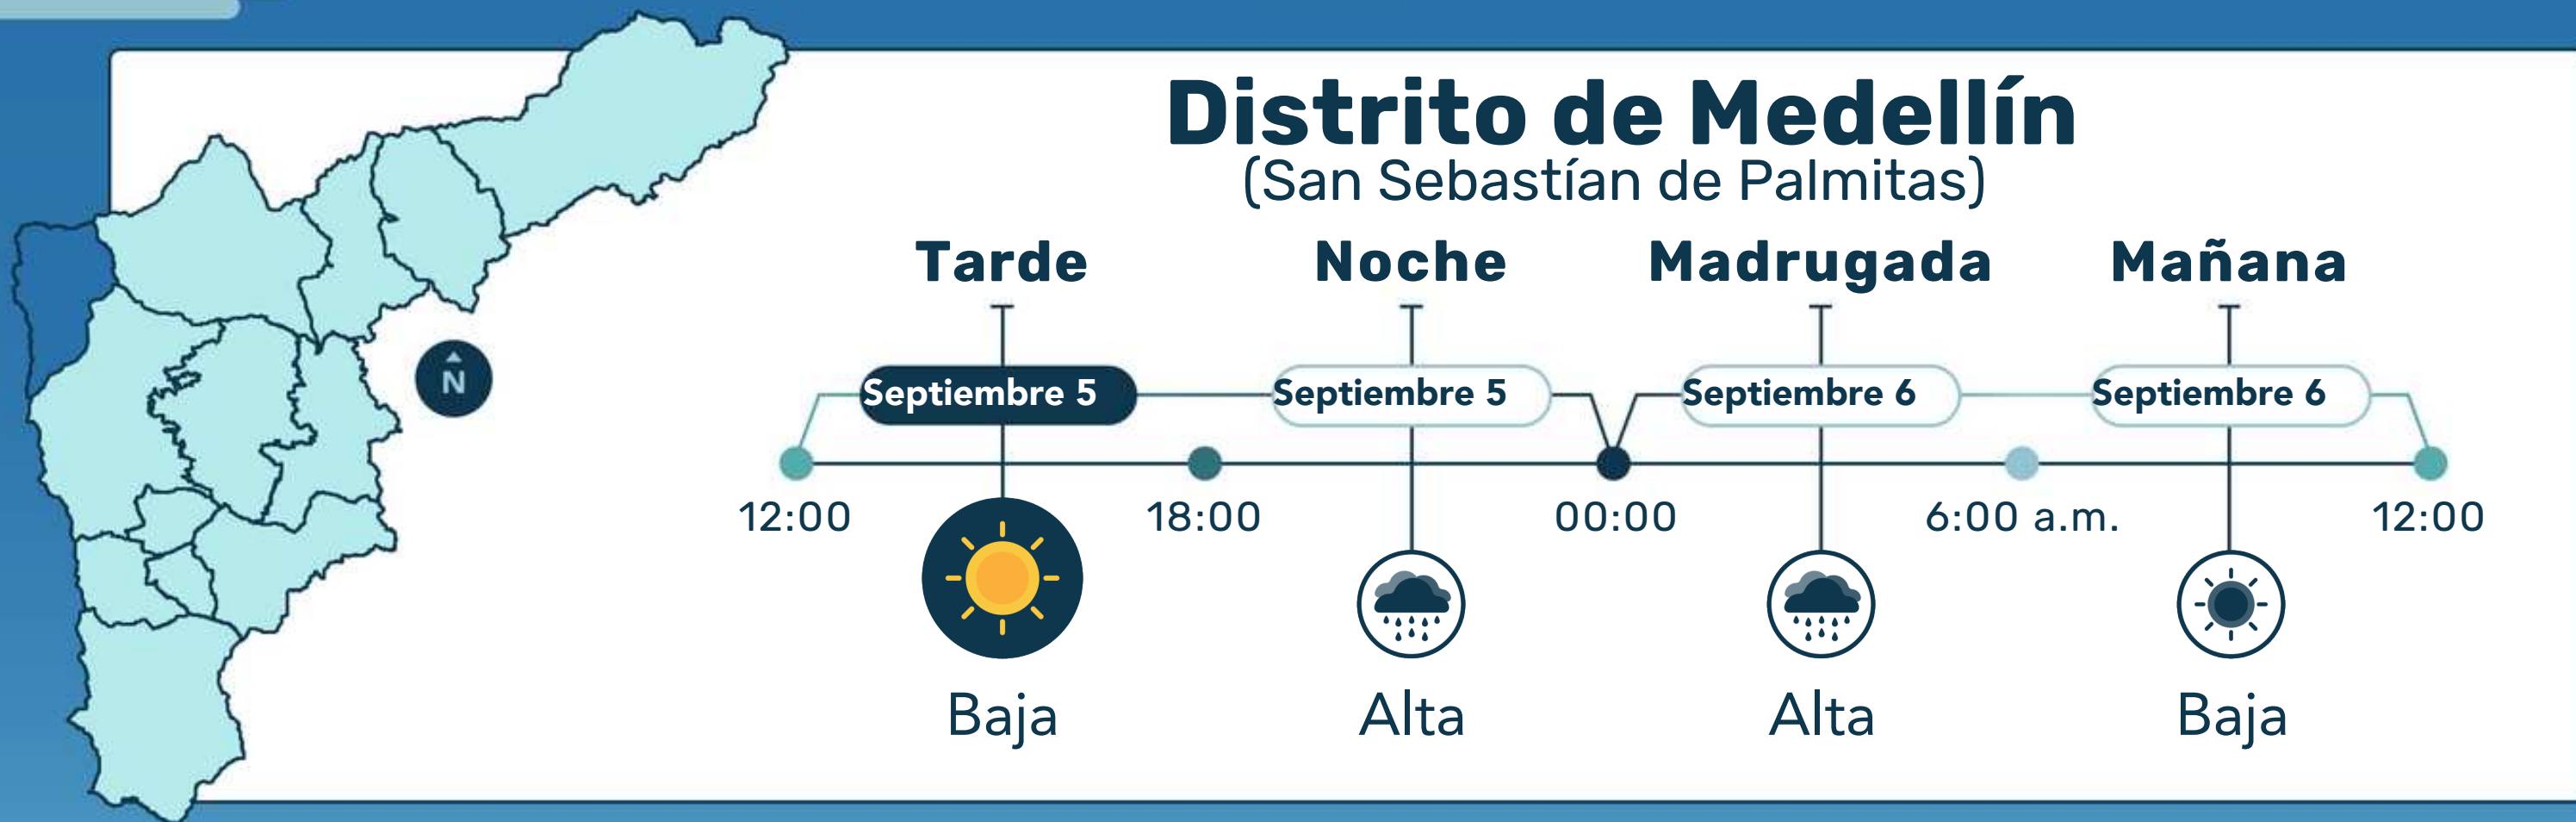 Distrito de Medellín
(San Sebastían de Palmitas)
Tarde Noche Madrugada Mañana
Septiembre 5 Septiembre 5 Septiembre 6 Septiembre 6
N
12:00 18:00 00:00 6:00 a.m. 12:00
Baja Alta Alta Baja